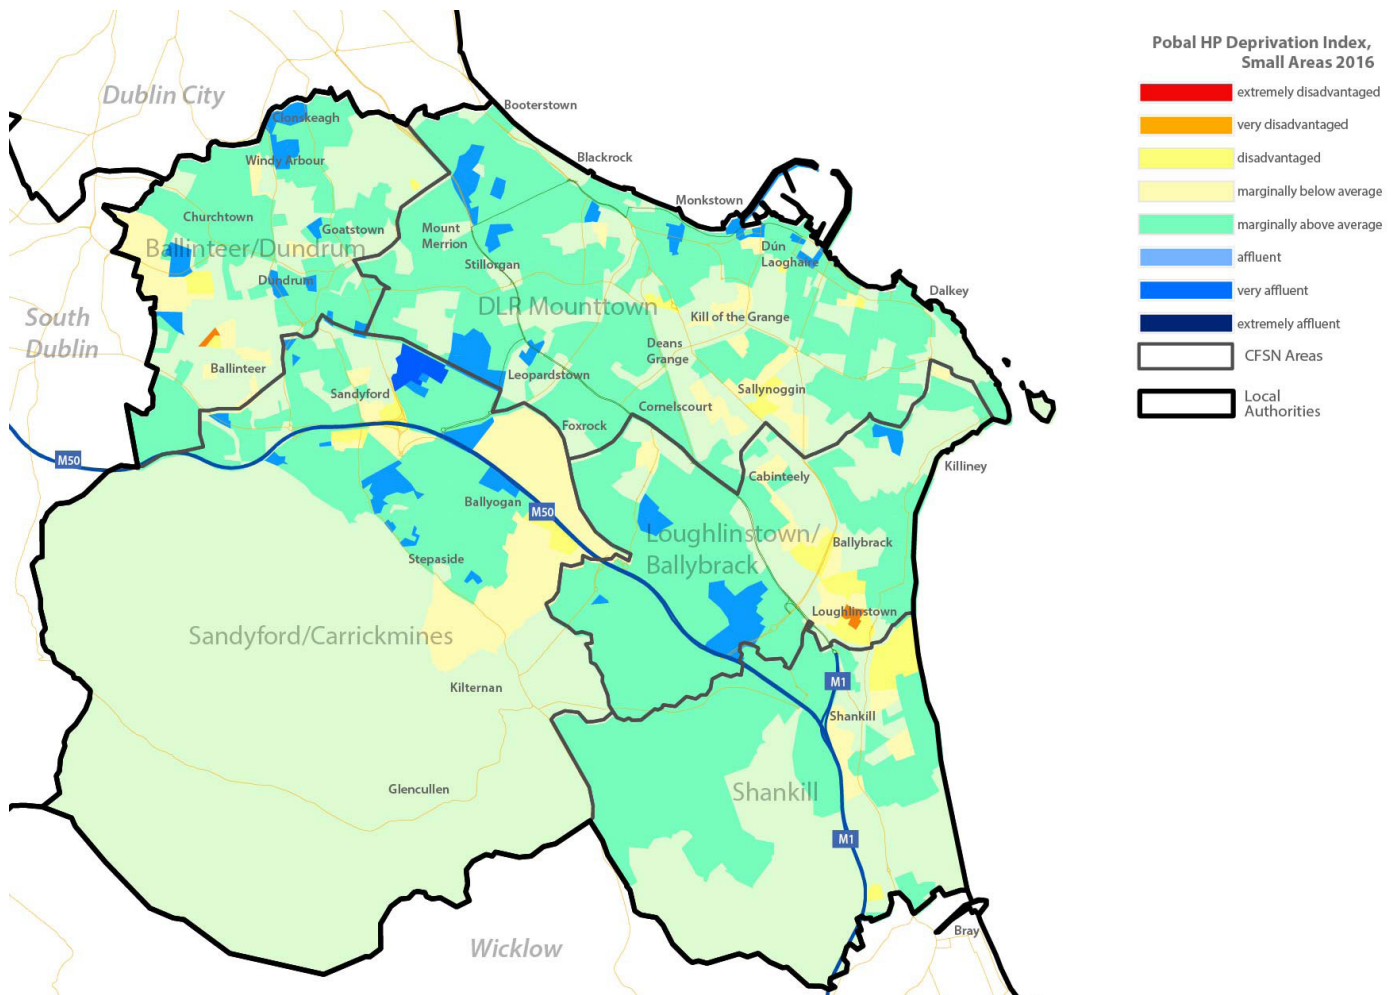 Pobal HP Deprivation Index,
Small Areas 2016
extremely disadvantaged
very disadvantaged
disadvantaged
marginally below average
marginally above average
affluent
very affluent
extremely affluent
CFSN Areas
Local
Authorities
Dublin City
Booterstown
Clonskeagh
Windy Arbour
Blackrock
Monkstown
Churchtown
Goatstown
Mount
Merrion
Ballinteer/Dundrum
Stillorgan
Dún
Laoghaire
Dundrum
Dalkey
South
Dublin
DLR Mounttown
Kill of the Grange
Deans
Grange
Ballinteer
Leopardstown
Sandyford
Sallynoggin
Cornelscourt
Foxrock
M50
Killiney
Cabinteely
Ballyogan
M50
Loughlinstown/
Ballybrack
Ballybrack
Stepaside
Loughlinstown
Sandyford/Carrickmines
Kilternan
M1
Shankill
Glencullen
Shankill
M1
Wicklow
Bray